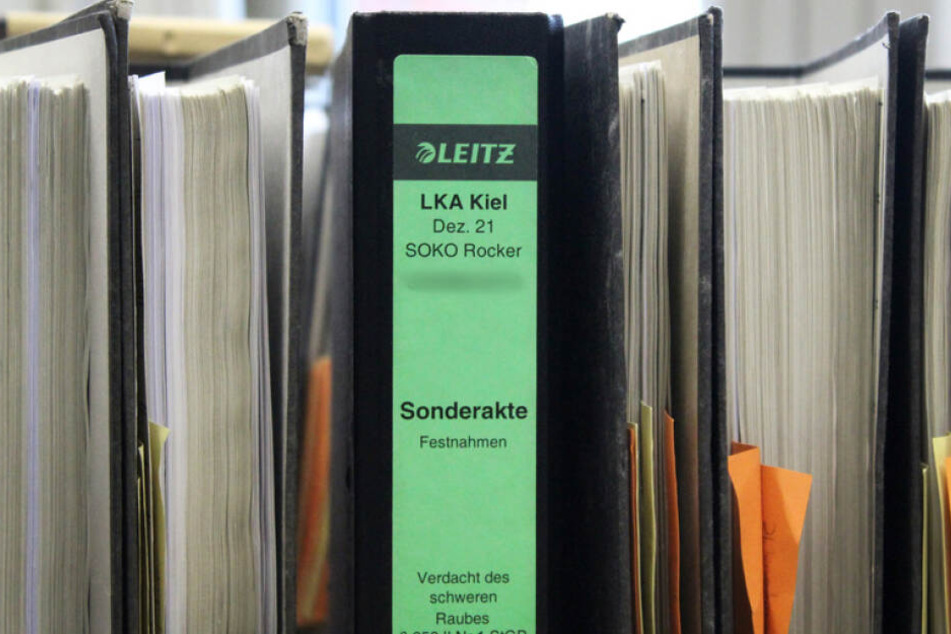 LEITZ
LKA Kiel
Dez. 21
SOKO Rocker
Sonderakte
Festnahmen
Verdacht des
schweren
Raubes